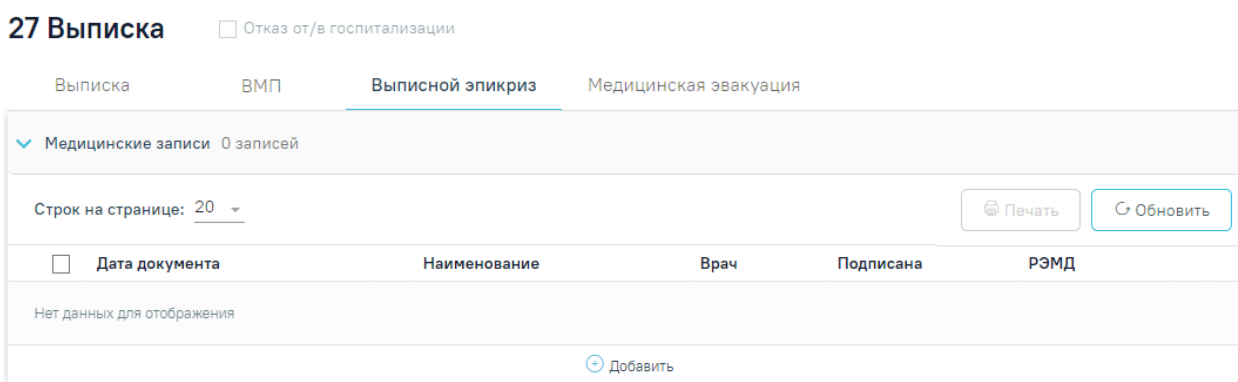 27 Выписка Отказ от/в госпитализации
Выписка ВМП Выписной эпикриз Медицинская эвакуация
Медицинские записи 0 записей
Строк на странице: 20 Печать Обновить
Дата документа Наименование Врач Подписана РЭМД
Нет данных для отображения
Добавить